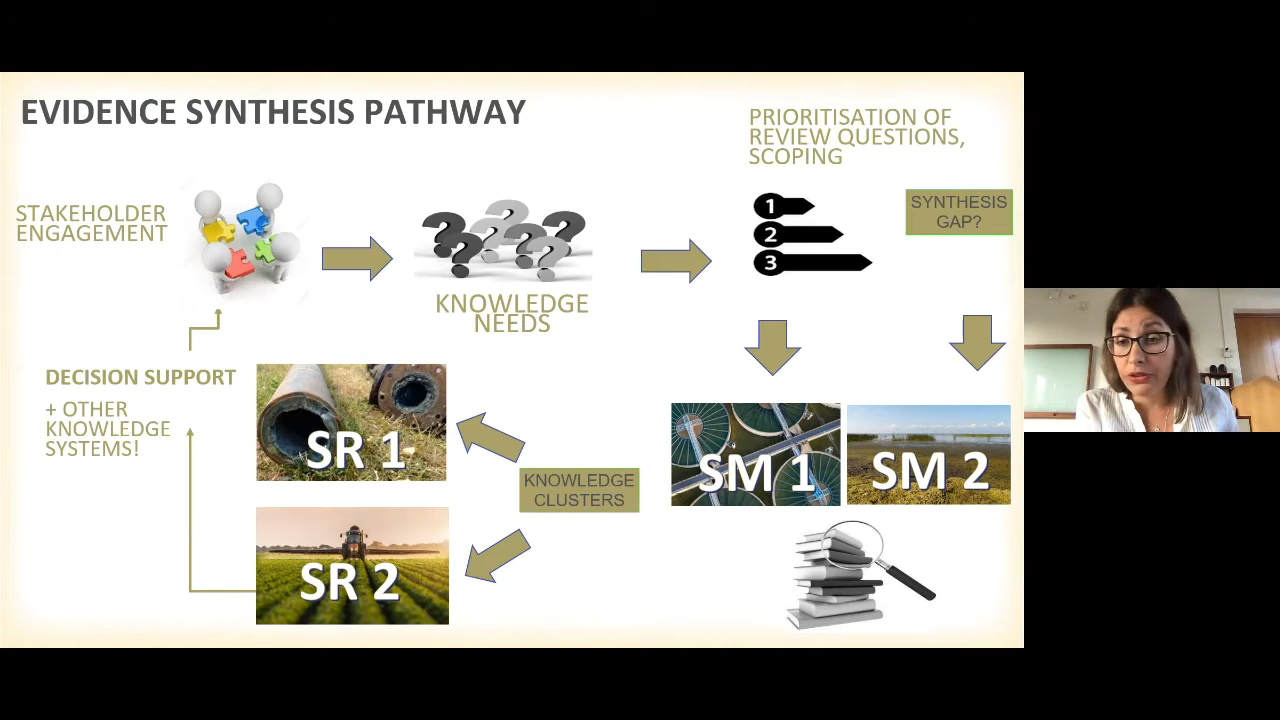 EVIDENCE SYNTHESIS PATHWAY
STAKEHOLDER
ENGAGEMENT
KNOWLEDGE
NEEDS
PRIORITISATION OF
REVIEW QUESTIONS,
SCOPING
1
2
3
SYNTHESIS
GAP?
SM 1
SM 2
KNOWLEDGE
CLUSTERS
SR 1
SR 2
DECISION SUPPORT
+ OTHER
KNOWLEDGE
SYSTEMS!